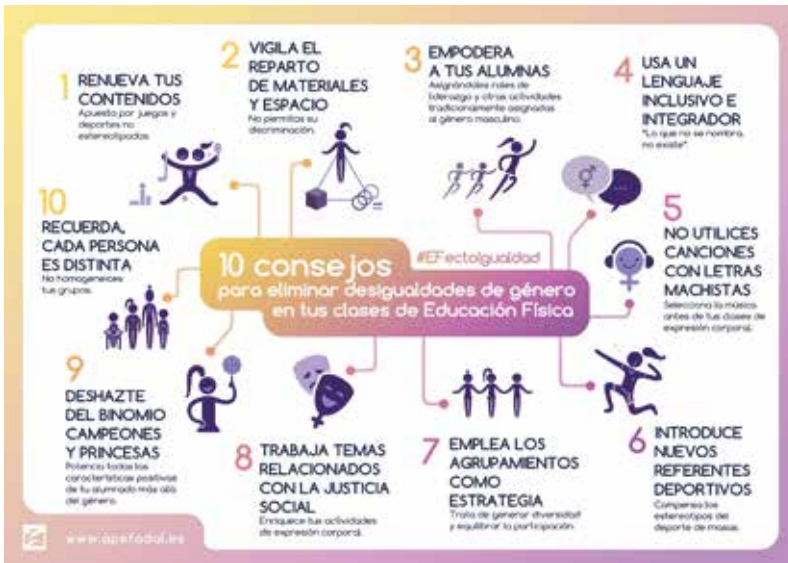 1 RENUEVA TUS
CONTENIDOS
Apuesta por juegos y
deportes no
estereotipados.
2 VIGILA EL
REPARTO
DE MATERIALES
Y ESPACIO
No permitas su
discriminación.
3 EMPODERA
A TUS ALUMNAS
Asignándoles roles de
liderazgo y otras actividades
tradicionalmente asignadas
al género masculino.
4 USA UN
LENGUAJE
INCLUSIVO E
INTEGRADOR
"Lo que no se nombra,
no existe"
5
NO UTILICES
CANCIONES
CON LETRAS
MACHISTAS
Selecciona la música
antes de tus clases de
expresión corporal.
6 INTRODUCE
NUEVOS
REFERENTES
DEPORTIVOS
Compensa los
estereotipos del
deporte de masas.
7 EMPLEA LOS
AGRUPAMIENTOS
COMO
ESTRATEGIA
Trata de generar diversidad
y equilibrar la participación.
8 TRABAJA TEMAS
RELACIONADOS
CON LA JUSTICIA
SOCIAL
Enriquece tus actividades
de expresión corporal.
9
DESHAZTE
DEL BINOMIO
CAMPEONES
Y PRINCESAS
Potencia todas las
características positivas
de tu alumnado más allá
del género.
10
RECUERDA,
CADA PERSONA
ES DISTINTA
No homogeneices
tus grupos.
10 consejos
#EFectoIgualdad
para eliminar desigualdades de género
en tus clases de Educación Física
www.apefadal.es